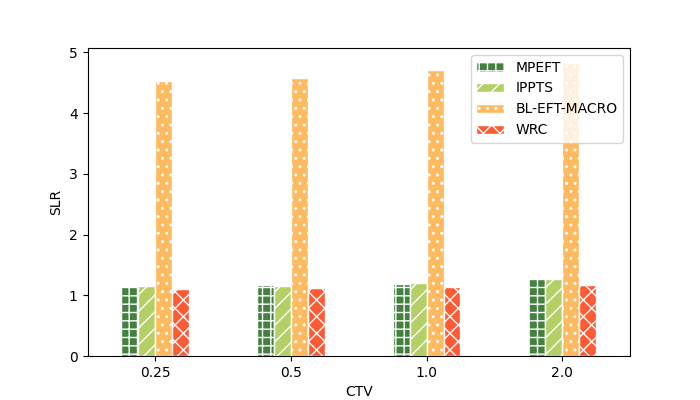 MPEFT
IPPTS
BL-EFT-MACRO
WRC
SLR
5
4
3
2
1
0
0.25 0.5 1.0 2.0
CTV